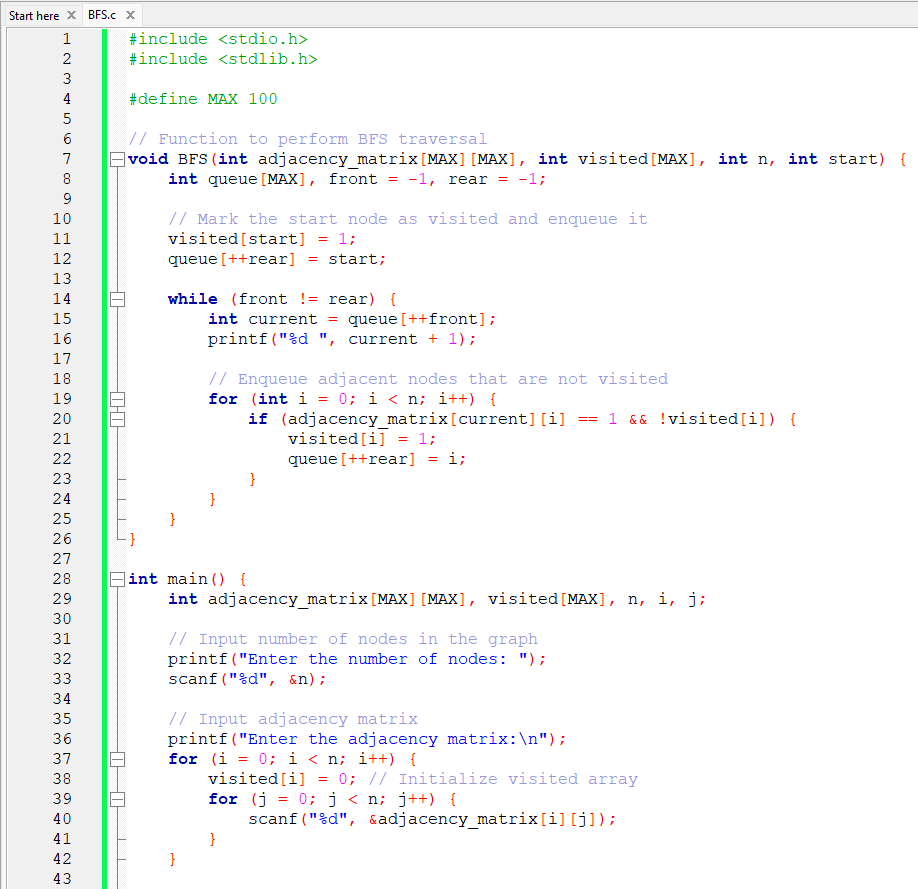 Start here X BFS.c X
1 #include <stdio.h>
2 #include <stdlib.h>
3
4 #define MAX 100
5
6 // Function to perform BFS traversal
7 void BFS(int adjacency_matrix[MAX][MAX], int visited[MAX], int n, int start) {
8     int queue[MAX], front = -1, rear = -1;
9
10     // Mark the start node as visited and enqueue it
11     visited[start] = 1;
12     queue[++rear] = start;
13
14     while (front != rear) {
15         int current = queue[++front];
16         printf("%d ", current + 1);
17
18         // Enqueue adjacent nodes that are not visited
19         for (int i = 0; i < n; i++) {
20             if (adjacency_matrix[current][i] == 1 && !visited[i]) {
21                 visited[i] = 1;
22                 queue[++rear] = i;
23             }
24         }
25     }
26 }
27
28 int main() {
29     int adjacency_matrix[MAX][MAX], visited[MAX], n, i, j;
30
31     // Input number of nodes in the graph
32     printf("Enter the number of nodes: ");
33     scanf("%d", &n);
34
35     // Input adjacency matrix
36     printf("Enter the adjacency matrix:\n");
37     for (i = 0; i < n; i++) {
38         visited[i] = 0; // Initialize visited array
39         for (j = 0; j < n; j++) {
40             scanf("%d", &adjacency_matrix[i][j]);
41         }
42     }
43